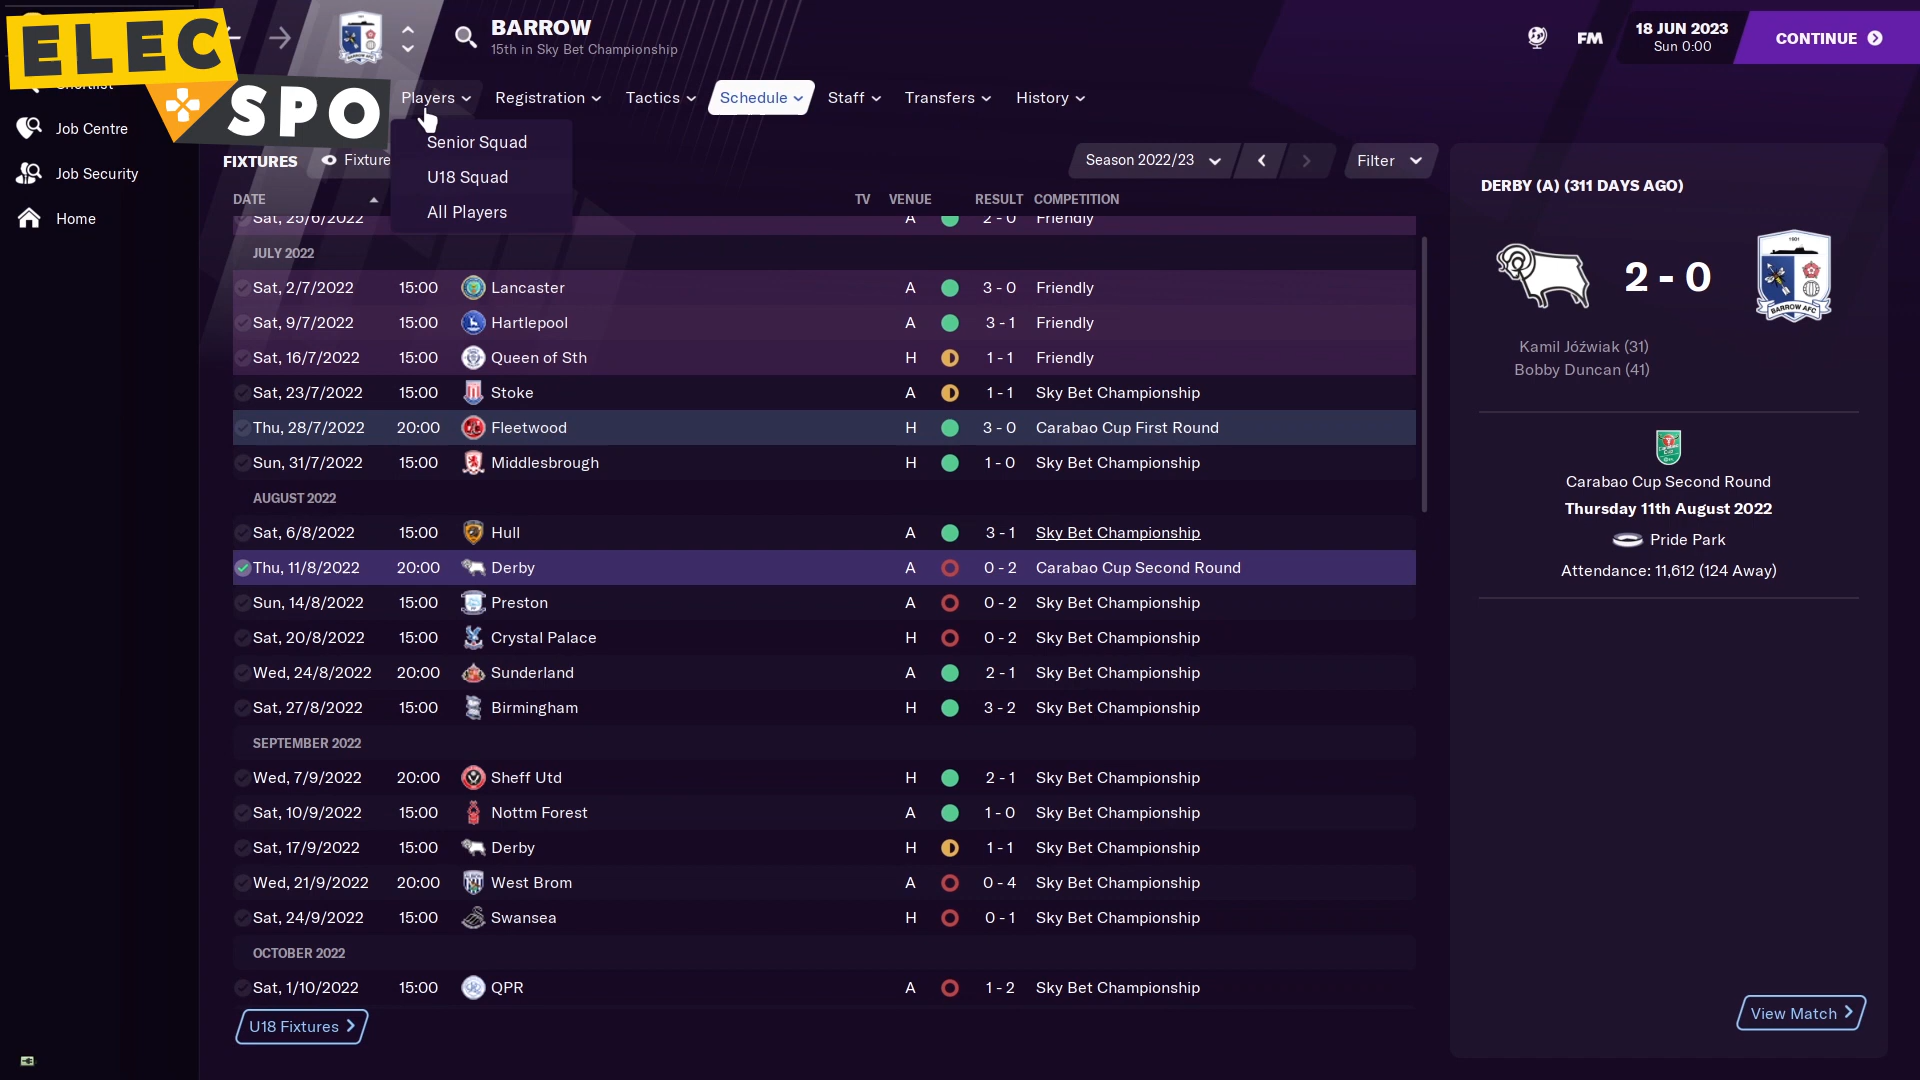 ELEC
SPO
BARROW
15th in Sky Bet Championship
FM
18 JUN 2023
Sun 0:00
CONTINUE
Players
Registration
Tactics
Schedule
Staff
Transfers
History
Shortlist
Job Centre
Job Security
Home
Senior Squad
U18 Squad
All Players
FIXTURES
Fixture
Season 2022/23
Filter
DATE TV VENUE RESULT COMPETITION
Sat, 25/6/2022 A 2 - 0 Friendly
JULY 2022
Sat, 2/7/2022 15:00 Lancaster A 3 - 0 Friendly
Sat, 9/7/2022 15:00 Hartlepool A 3 - 1 Friendly
Sat, 16/7/2022 15:00 Queen of Sth H 1 - 1 Friendly
Sat, 23/7/2022 15:00 Stoke A 1 - 1 Sky Bet Championship
Thu, 28/7/2022 20:00 Fleetwood H 3 - 0 Carabao Cup First Round
Sun, 31/7/2022 15:00 Middlesbrough H 1 - 0 Sky Bet Championship
AUGUST 2022
Sat, 6/8/2022 15:00 Hull A 3 - 1 Sky Bet Championship
Thu, 11/8/2022 20:00 Derby A 0 - 2 Carabao Cup Second Round
Sun, 14/8/2022 15:00 Preston A 0 - 2 Sky Bet Championship
Sat, 20/8/2022 15:00 Crystal Palace H 0 - 2 Sky Bet Championship
Wed, 24/8/2022 20:00 Sunderland A 2 - 1 Sky Bet Championship
Sat, 27/8/2022 15:00 Birmingham H 3 - 2 Sky Bet Championship
SEPTEMBER 2022
Wed, 7/9/2022 20:00 Sheff Utd H 2 - 1 Sky Bet Championship
Sat, 10/9/2022 15:00 Nottm Forest A 1 - 0 Sky Bet Championship
Sat, 17/9/2022 15:00 Derby H 1 - 1 Sky Bet Championship
Wed, 21/9/2022 20:00 West Brom A 0 - 4 Sky Bet Championship
Sat, 24/9/2022 15:00 Swansea H 0 - 1 Sky Bet Championship
OCTOBER 2022
Sat, 1/10/2022 15:00 QPR A 1 - 2 Sky Bet Championship
U18 Fixtures
DERBY (A) (311 DAYS AGO)
2 - 0
1901
BARROW AFC
Kamil Jóźwiak (31)
Bobby Duncan (41)
Carabao Cup Second Round
Thursday 11th August 2022
Pride Park
Attendance: 11,612 (124 Away)
View Match